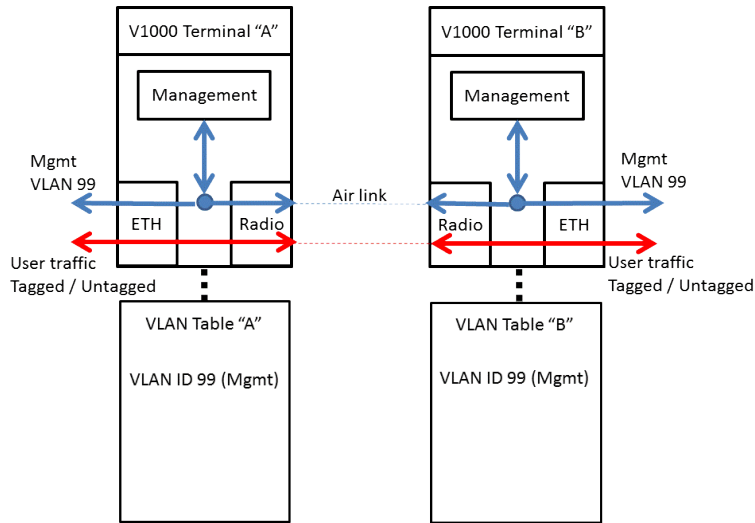 V1000 Terminal “A”
V1000 Terminal “B”
Management
Management
Mgmt
VLAN 99
Mgmt
VLAN 99
Air link
ETH
Radio
Radio
ETH
User traffic
Tagged / Untagged
User traffic
Tagged / Untagged
VLAN Table “A”
VLAN ID 99 (Mgmt)
VLAN Table “B”
VLAN ID 99 (Mgmt)